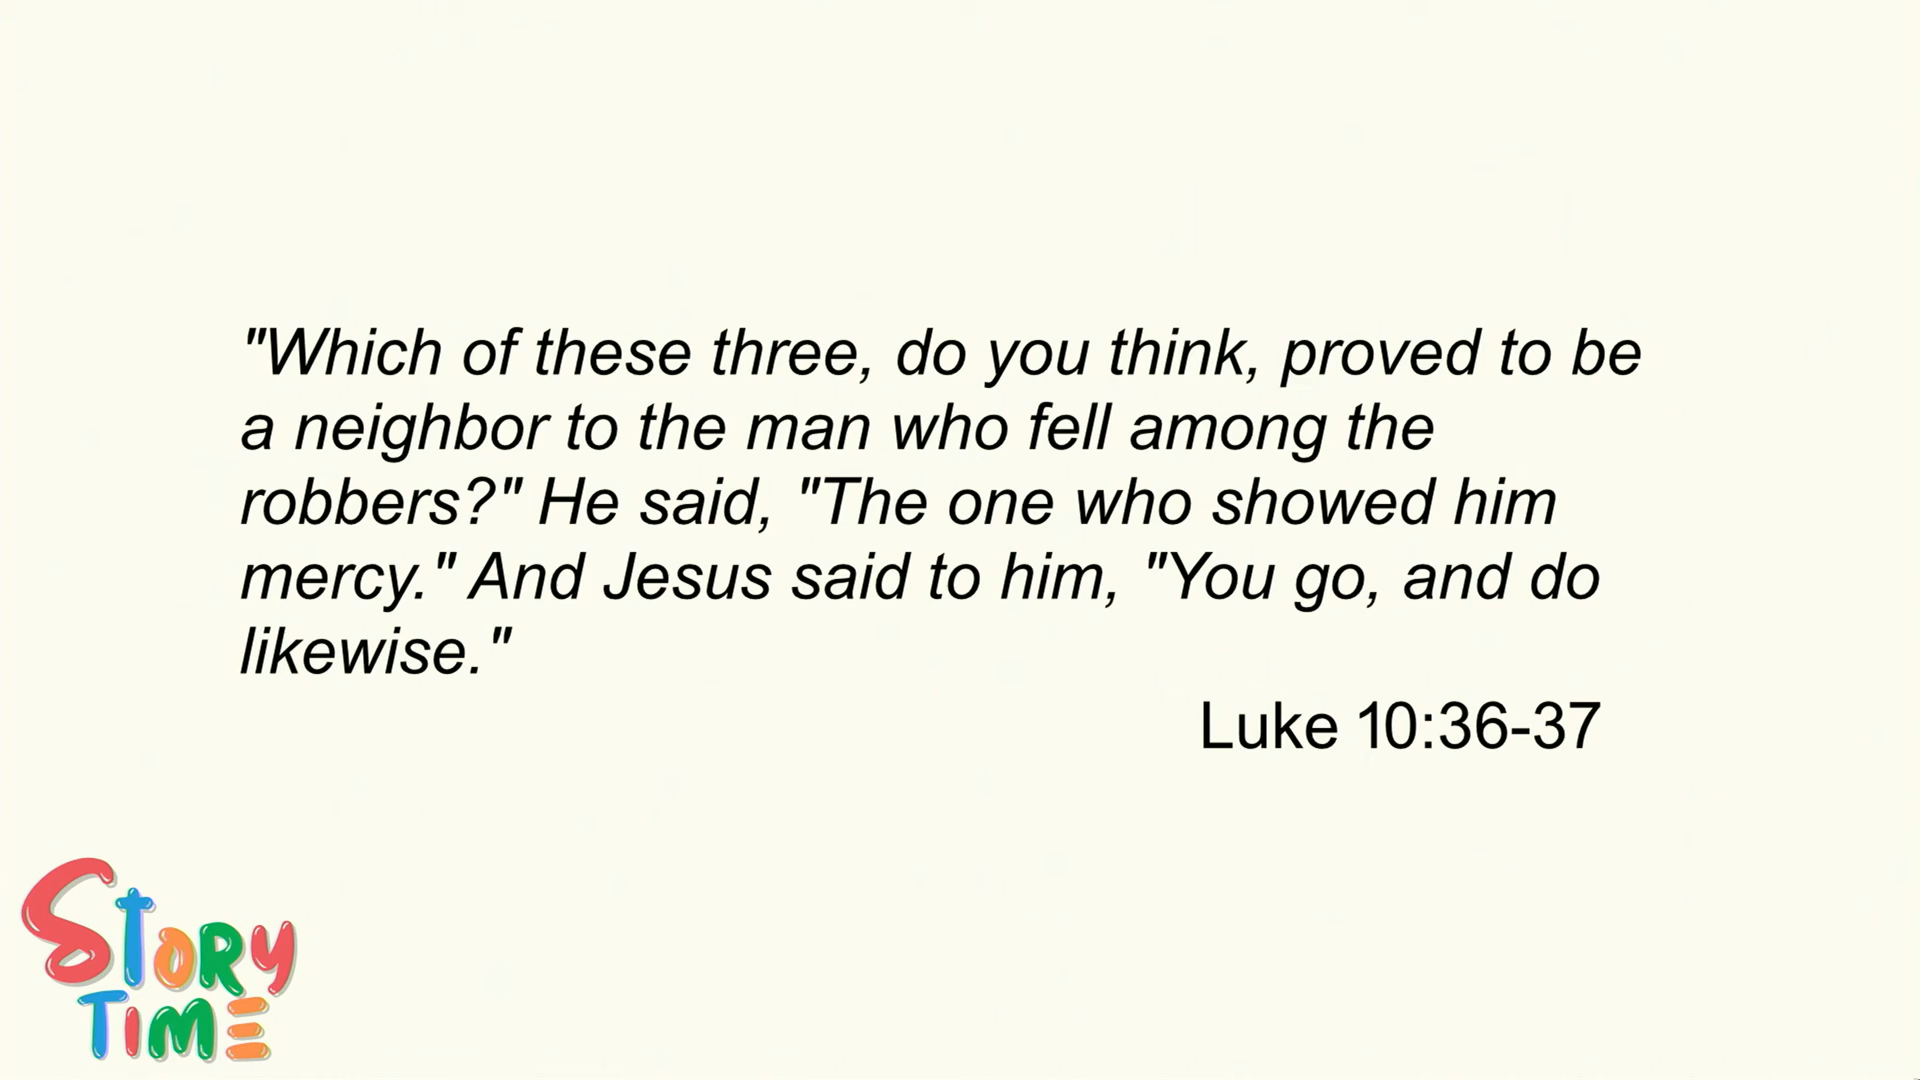 "Which of these three, do you think, proved to be
a neighbor to the man who fell among the
robbers?" He said, "The one who showed him
mercy." And Jesus said to him, "You go, and do
likewise."
Luke 10:36-37
STORY
TIME